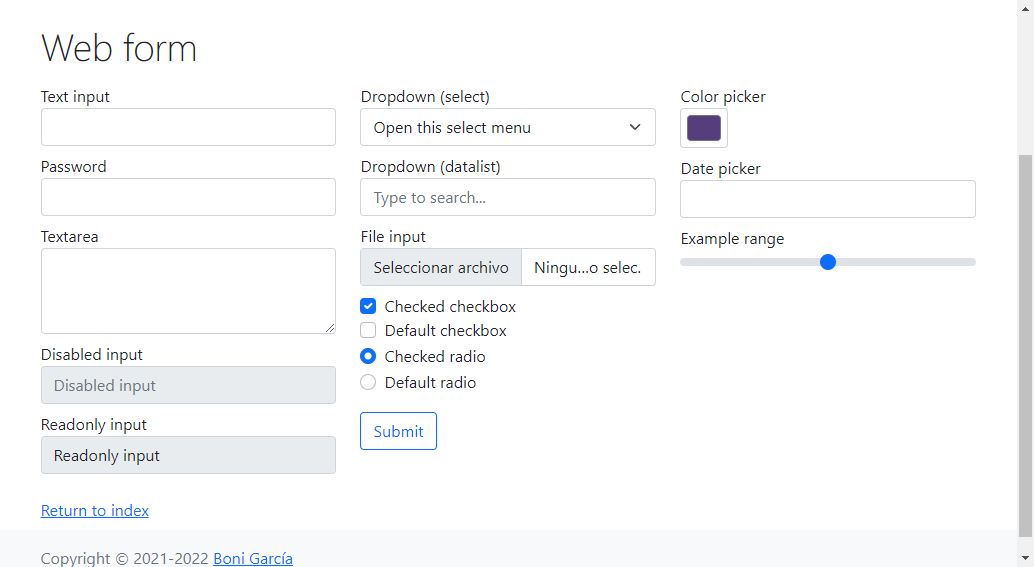 Web form
Text input
Password
Textarea
Disabled input
Disabled input
Readonly input
Readonly input
Return to index
Dropdown (select)
Open this select menu
Dropdown (datalist)
Type to search...
File input
Seleccionar archivo Ningu...o selec.
Checked checkbox
Default checkbox
Checked radio
Default radio
Submit
Color picker
Date picker
Example range
Copyright © 2021-2022 Boni García